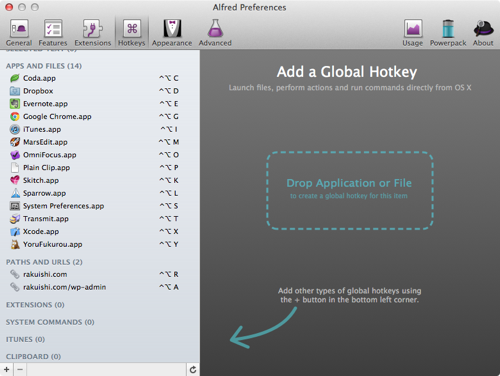 Alfred Preferences
General
Features
Extensions
Hotkeys
Appearance
Advanced
Usage
Powerpack
About
SELECTED TEXT (0)
APPS AND FILES (14)
Coda.app ⌃⌥ C
Dropbox ⌃⌥ D
Evernote.app ⌃⌥ E
Google Chrome.app ⌃⌥ G
iTunes.app ⌃⌥ I
MarsEdit.app ⌃⌥ M
OmniFocus.app ⌃⌥ O
Plain Clip.app ⌃⌥ P
Skitch.app ⌃⌥ K
Sparrow.app ⌃⌥ L
System Preferences.app ⌃⌥ S
Transmit.app ⌃⌥ T
Xcode.app ⌃⌥ X
YoruFukurou.app ⌃⌥ Y
PATHS AND URLS (2)
rakuishi.com ⌃⌥ R
rakuishi.com/wp-admin ⌃⌥ A
EXTENSIONS (0)
SYSTEM COMMANDS (0)
ITUNES (0)
CLIPBOARD (0)
Add a Global Hotkey
Launch files, perform actions and run commands directly from OS X
Drop Application or File
to create a global hotkey for this item
Add other types of global hotkeys using
the + button in the bottom left corner.